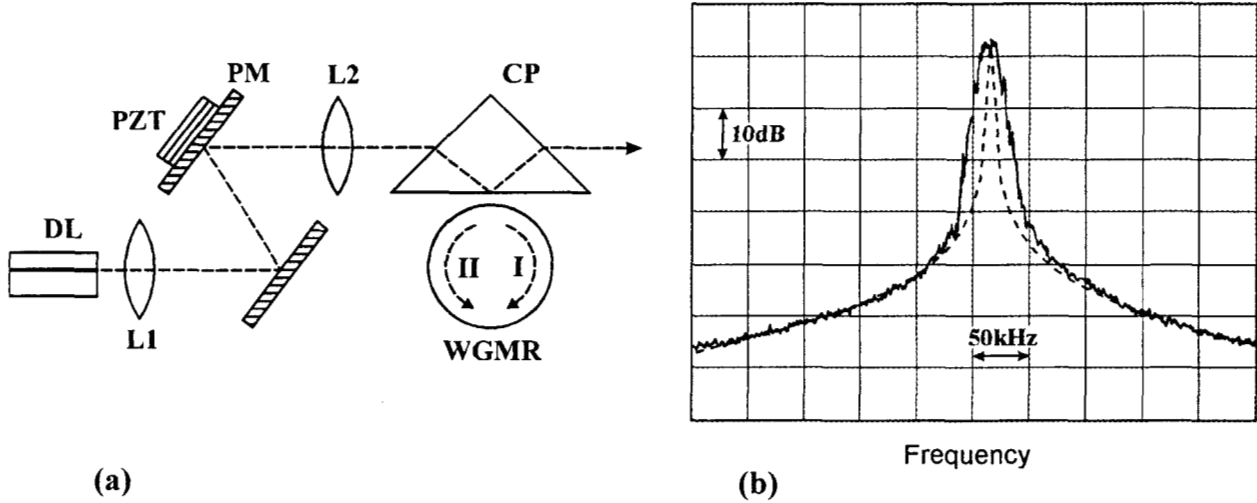 PM
L2
CP
PZT
DL
II
I
L1
WGMR
(a)
10dB
50kHz
Frequency
(b)